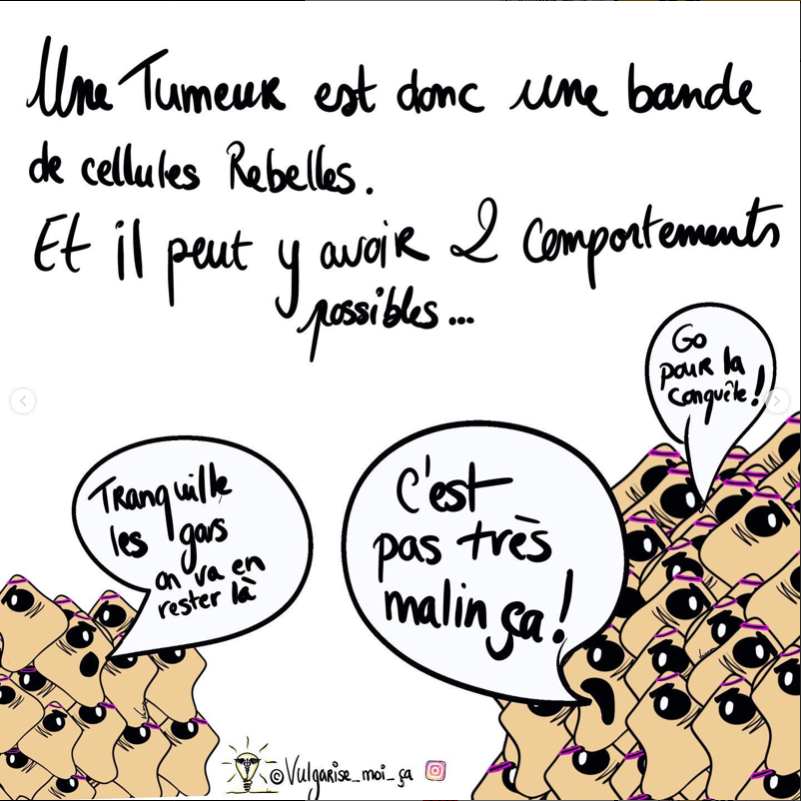 Une Tumeur est donc une bande
de cellules Rebelles.
Et il peut y avoir 2 comportements
possibles...
Go
pour la
conquête!
Tranquille
les gars
on va en
rester là
C'est
pas très
malin ça!
©Vulgarise_moi_ça